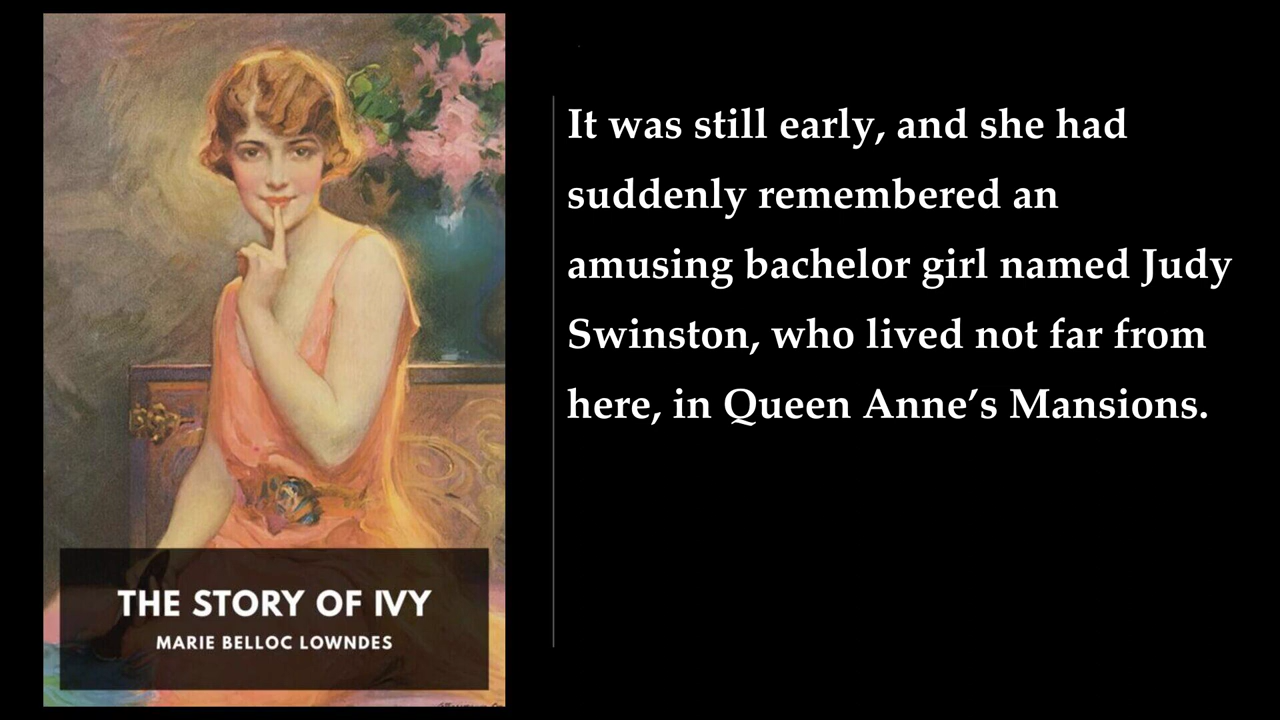 THE STORY OF IVY
MARIE BELLOC LOWNDES
It was still early, and she had
suddenly remembered an
amusing bachelor girl named Judy
Swinston, who lived not far from
here, in Queen Anne’s Mansions.